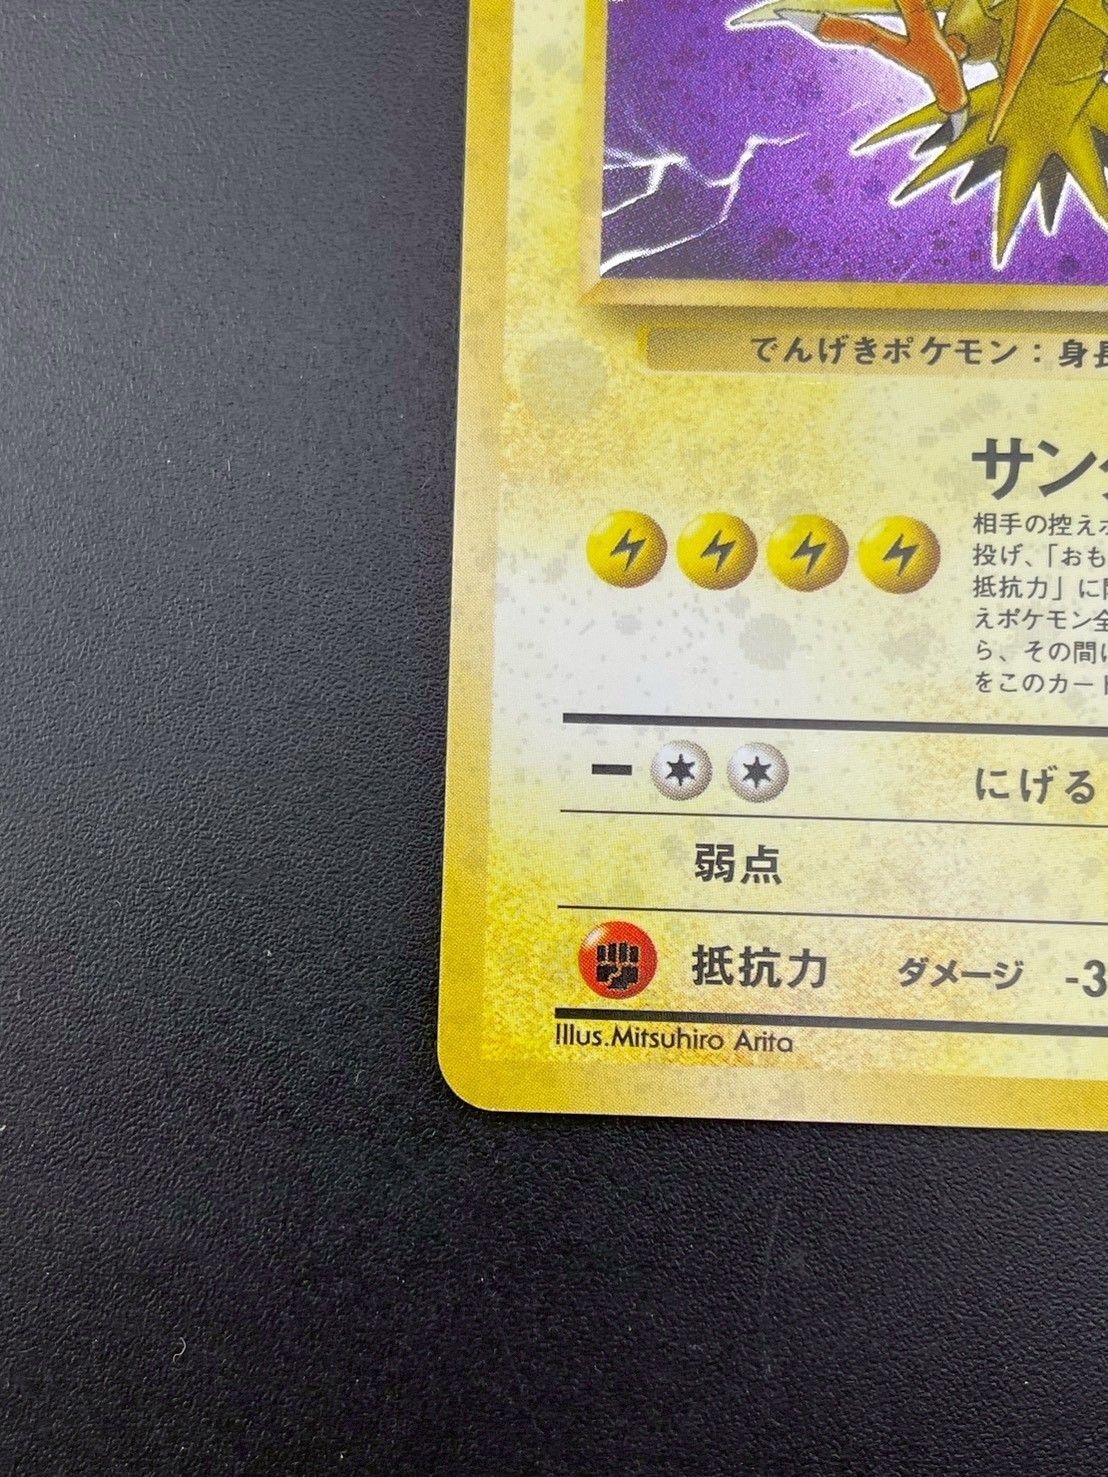 でんげきポケモン：身長
サンダ
相手の控えポ
投げ、「おも
抵抗力」に
えポケモン全
ら、その間に
をこのカード
にげる
弱点
抵抗力 ダメージ -3
Illus.Mitsuhiro Arita